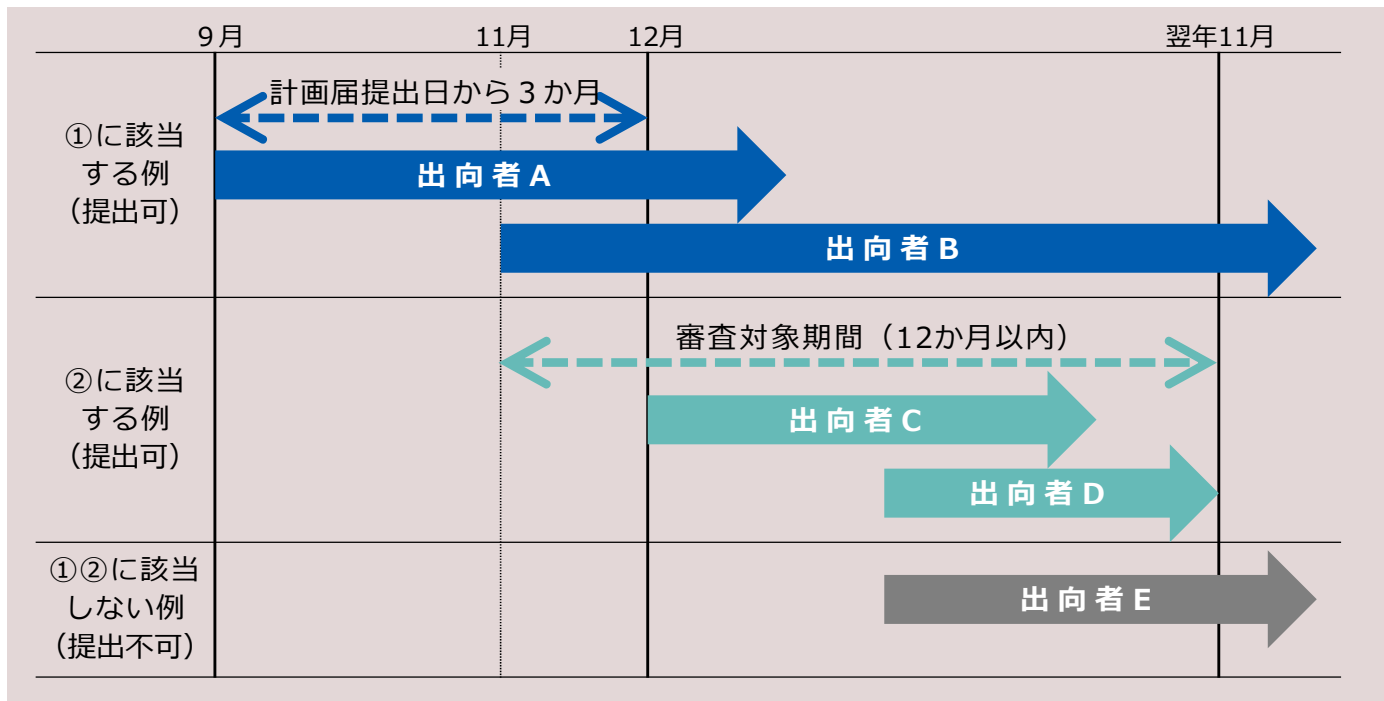 9月
11月
12月
翌年11月
①に該当
する例
（提出可）
計画届提出日から３か月
出向者A
出向者B
②に該当
する例
（提出可）
審査対象期間（12か月以内）
出向者C
出向者D
①②に該当
しない例
（提出不可）
出向者E